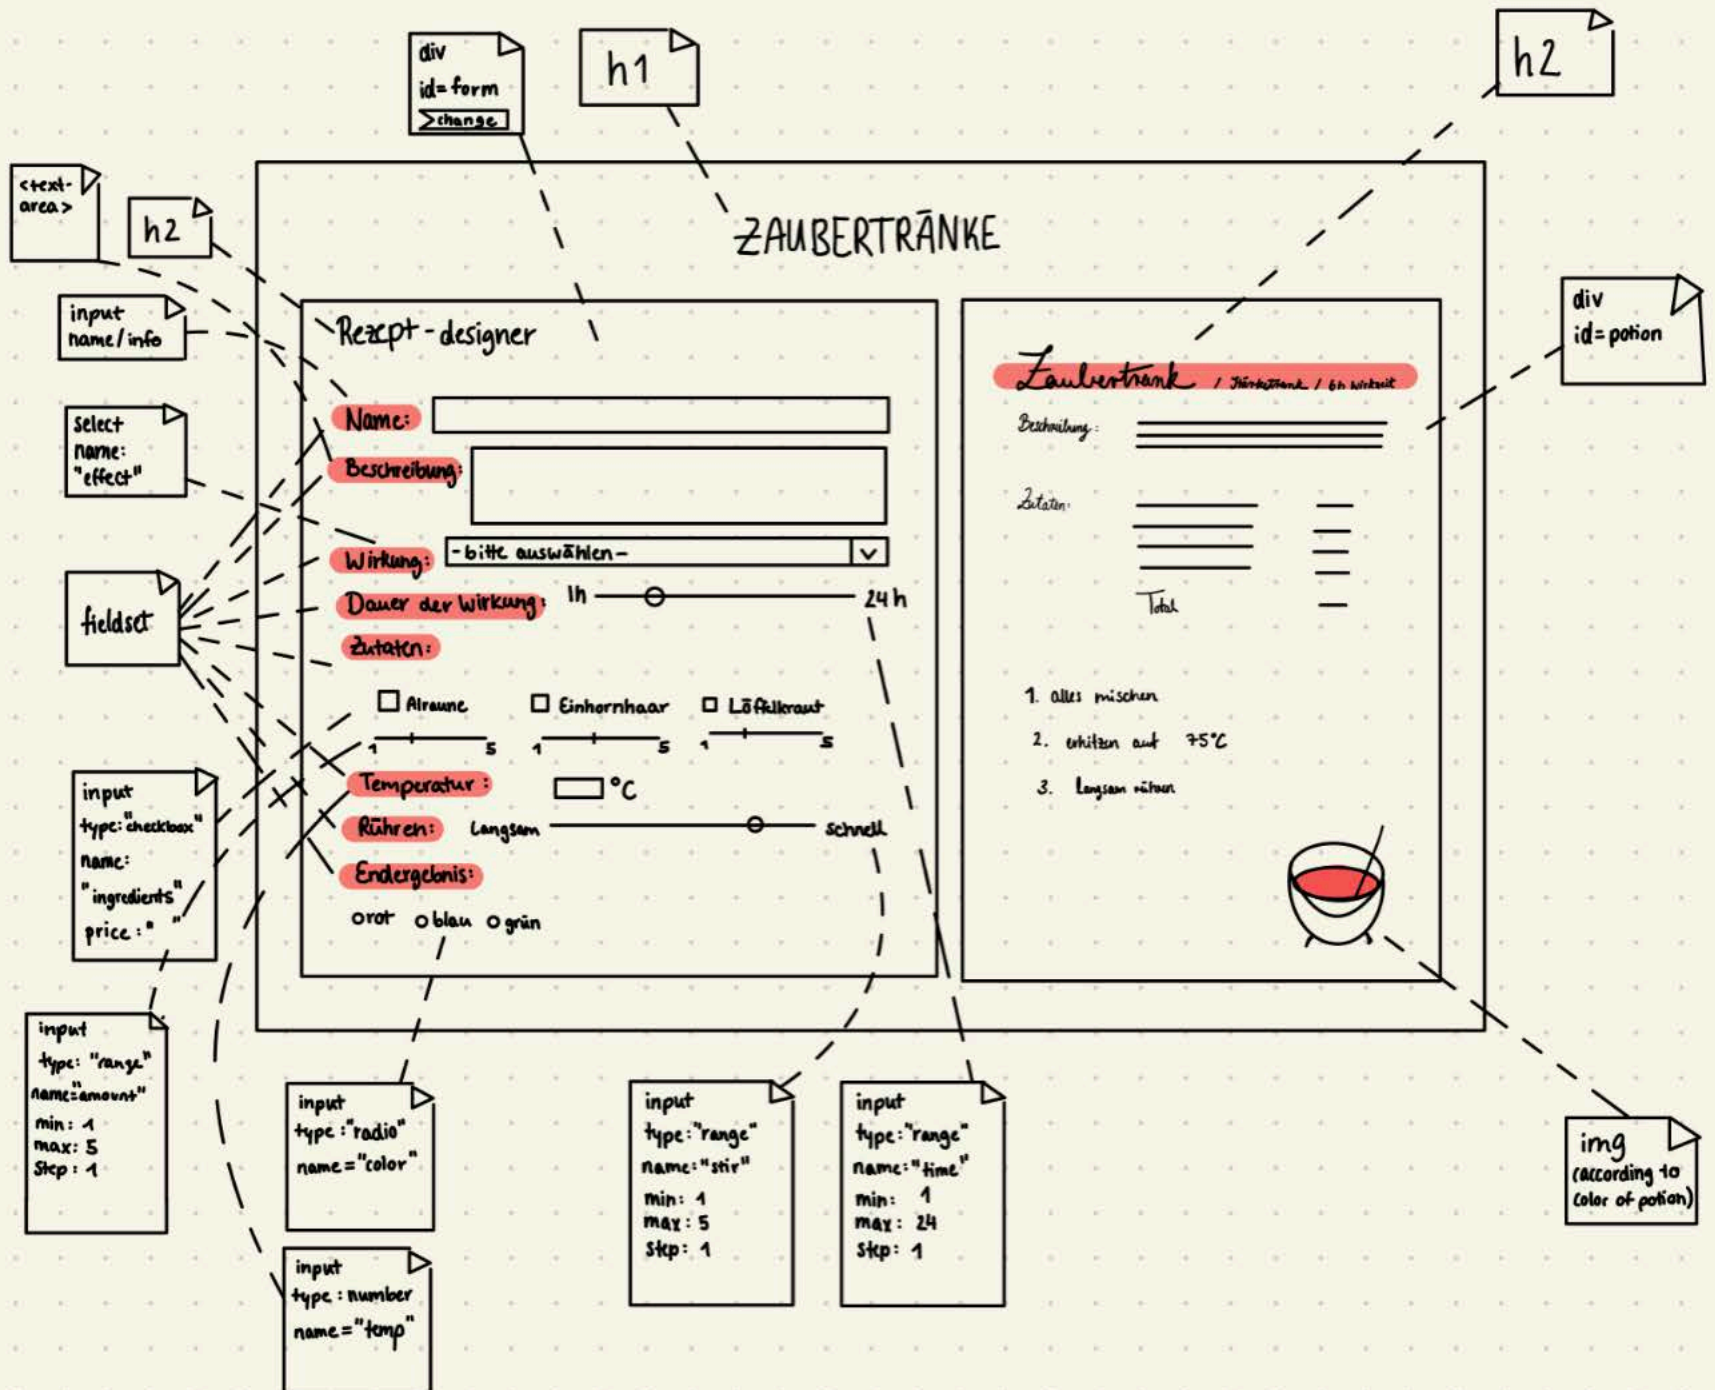 div
id=form
change
h1
h2
<text-
area>
h2
input
name/info
select
name:
"effect"
fieldset
input
type:"checkbox"
name:
"ingredients"
price:" "
input
type: "range"
name="amount"
min: 1
max: 5
Step: 1
ZAUBERTRÄNKE
Rezept-designer
Name:
Beschreibung:
Wirkung:
-bitte auswählen-
Dauer der Wirkung:
1h
24h
Zutaten:
Alraune
Einhornhaar
Löffelkraut
1 5
1 5
1 5
Temperatur:
°C
Rühren:
Langsam
schnell
Endergebnis:
rot
blau
grün
Zaubertrank / Stärketrank / 6h Wirkzeit
Beschreibung:
Zutaten:
Total
1. alles mischen
2. erhitzen auf 75°C
3. langsam rühren
div
id=potion
input
type:"radio"
name="color"
input
type: number
name="temp"
input
type:"range"
name:"stir"
min: 1
max: 5
step: 1
input
type:"range"
name:"time"
min: 1
max: 24
step: 1
img
(according to
color of potion)